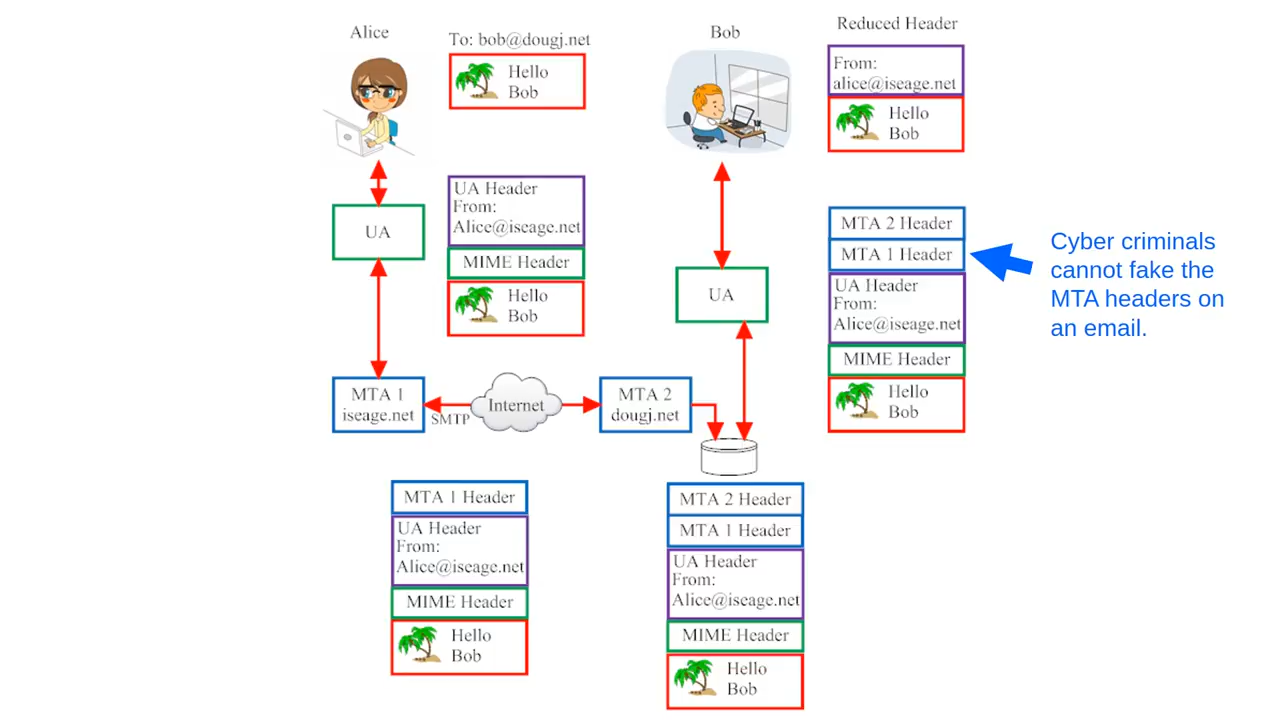 Alice
To: bob@dougj.net
Hello
Bob
Bob
Reduced Header
From:
alice@iseage.net
Hello
Bob
UA
UA Header
From:
Alice@iseage.net
MIME Header
Hello
Bob
UA
MTA 2 Header
MTA 1 Header
UA Header
From:
Alice@iseage.net
MIME Header
Hello
Bob
Cyber criminals
cannot fake the
MTA headers on
an email.
MTA 1
iseage.net
SMTP
Internet
MTA 2
dougj.net
MTA 1 Header
UA Header
From:
Alice@iseage.net
MIME Header
Hello
Bob
MTA 2 Header
MTA 1 Header
UA Header
From:
Alice@iseage.net
MIME Header
Hello
Bob